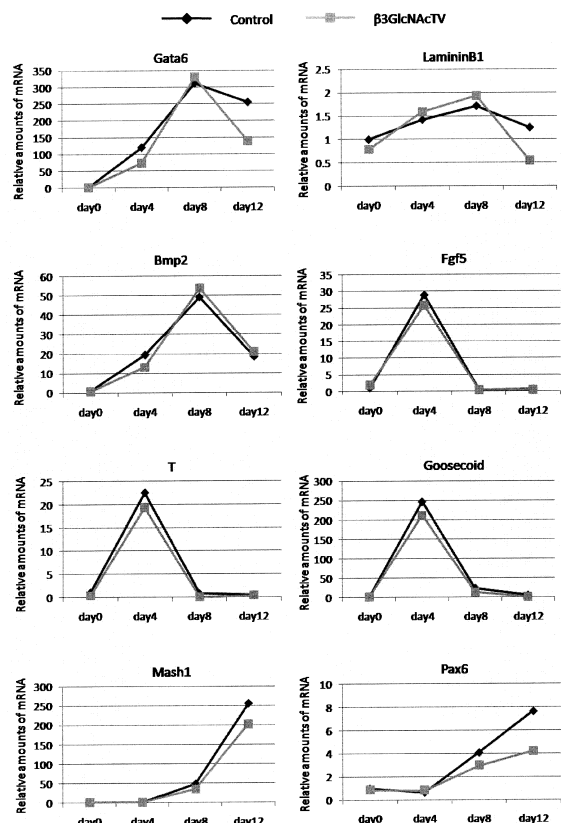 Control β3GlcNAcTV
Gata6
Relative amounts of mRNA
350
300
250
200
150
100
50
0
day0 day4 day8 day12
LamininB1
Relative amounts of mRNA
2.5
2
1.5
1
0.5
0
day0 day4 day8 day12
Bmp2
Relative amounts of mRNA
60
50
40
30
20
10
0
day0 day4 day8 day12
Fgf5
Relative amounts of mRNA
35
30
25
20
15
10
5
0
day0 day4 day8 day12
T
Relative amounts of mRNA
25
20
15
10
5
0
day0 day4 day8 day12
Goosecoid
Relative amounts of mRNA
300
250
200
150
100
50
0
day0 day4 day8 day12
Mash1
Relative amounts of mRNA
300
250
200
150
100
50
0
day0 day4 day8 day12
Pax6
Relative amounts of mRNA
10
8
6
4
2
0
day0 day4 day8 day12